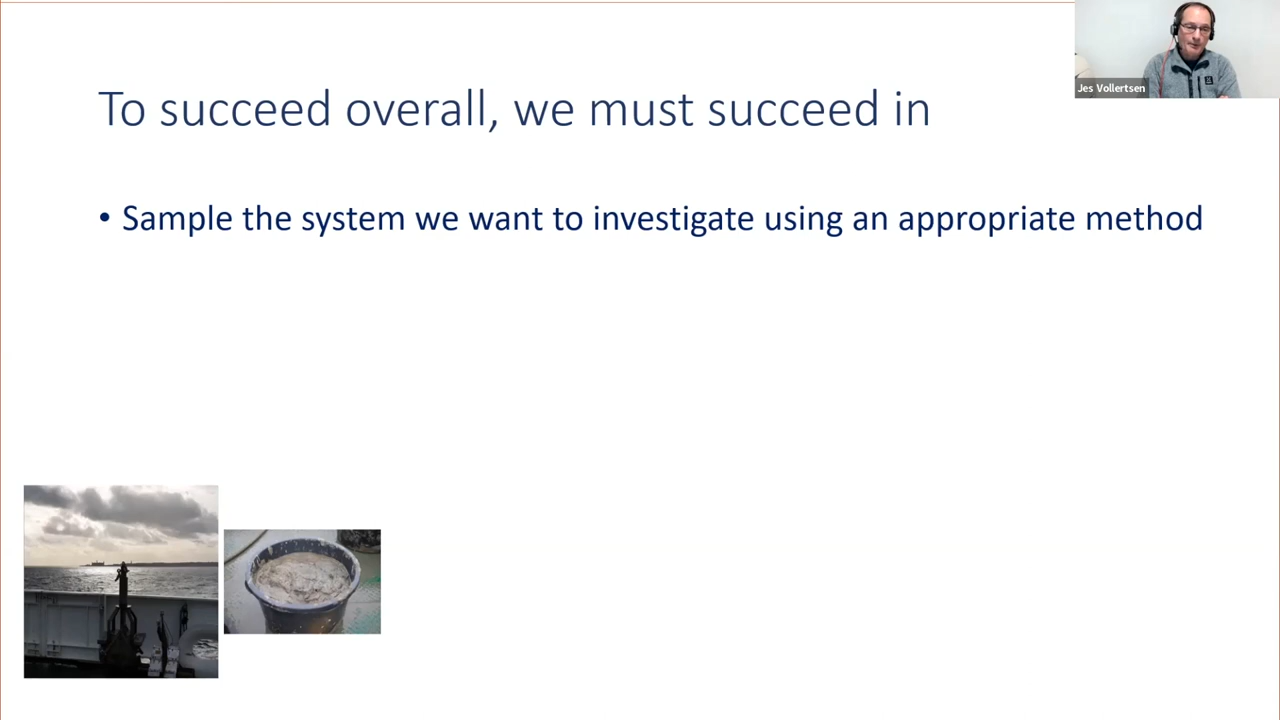 Jes Vollertsen
To succeed overall, we must succeed in
• Sample the system we want to investigate using an appropriate method